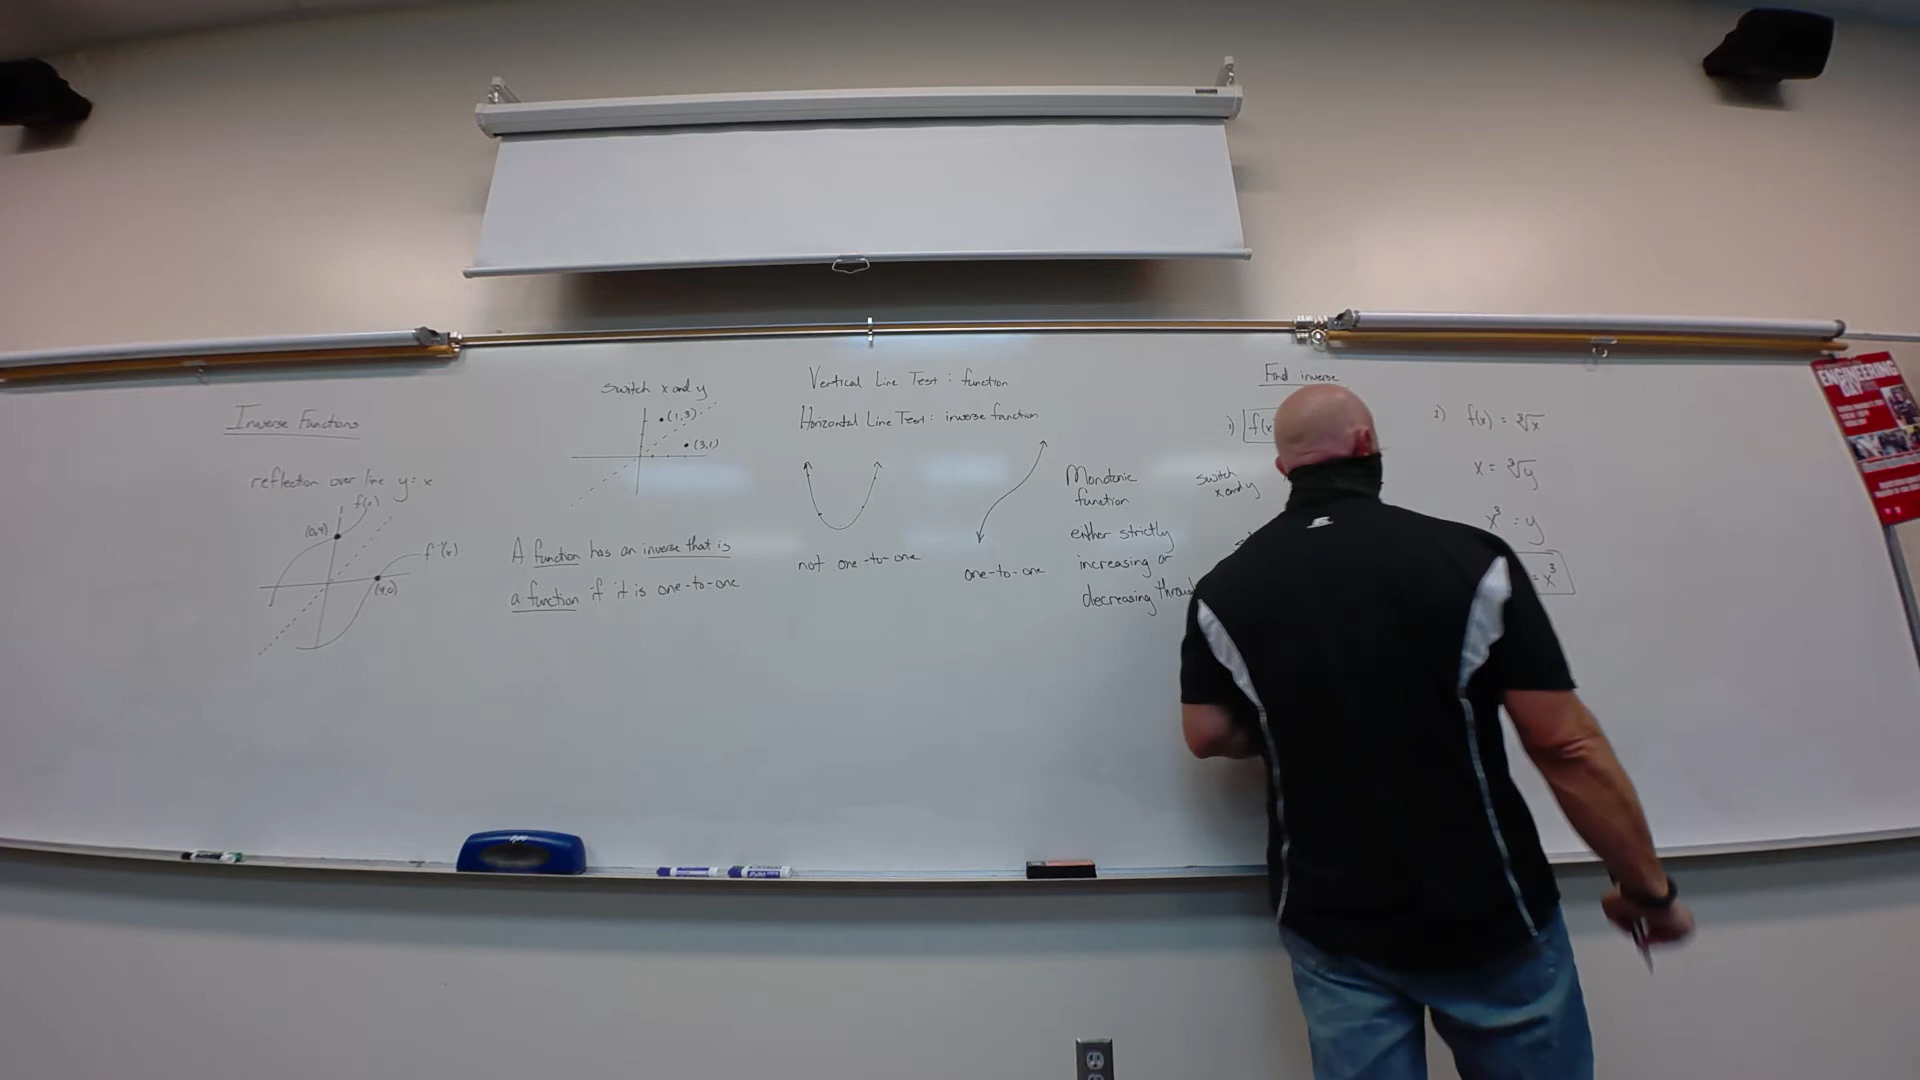 Inverse Functions
reflection over line y = x
(0,4)
f(x)
f⁻¹(x)
(4,0)
switch x and y
(1,3)
(3,1)
A function has an inverse that is
a function if it is one-to-one
Vertical Line Test : function
Horizontal Line Test : inverse function
not one-to-one
one-to-one
Monotonic
function
either strictly
increasing or
decreasing
Find inverse
1) f(x
switch
x and y
2) f(x) = ∛x
x = ∛y
x³ = y
= x³
ENGINEERING
DAY